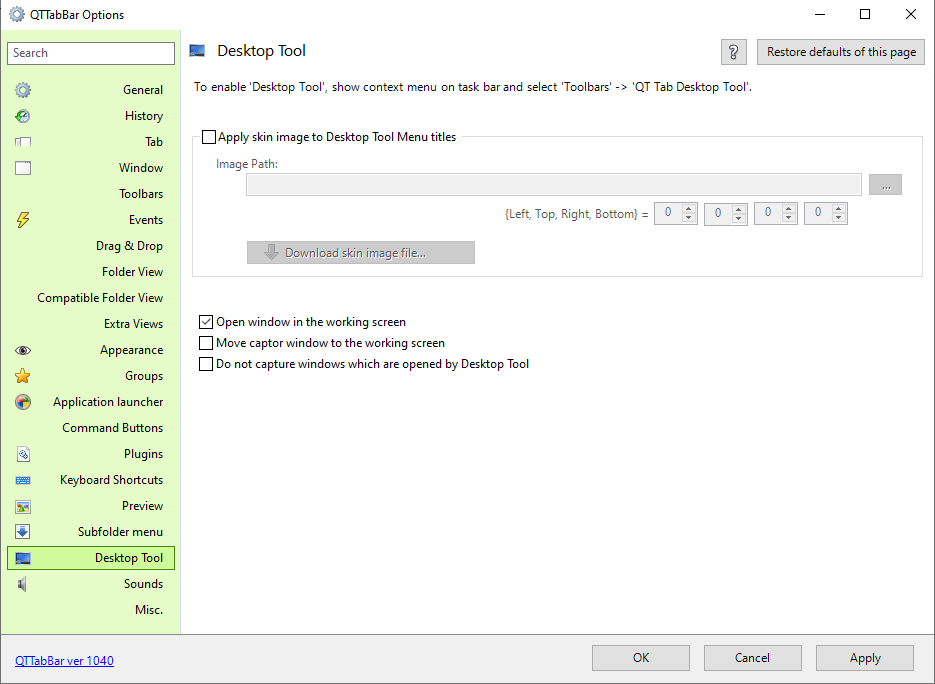 QTTabBar Options
Search
General
History
Tab
Window
Toolbars
Events
Drag & Drop
Folder View
Compatible Folder View
Extra Views
Appearance
Groups
Application launcher
Command Buttons
Plugins
Keyboard Shortcuts
Preview
Subfolder menu
Desktop Tool
Sounds
Misc.
Desktop Tool
?
Restore defaults of this page
To enable 'Desktop Tool', show context menu on task bar and select 'Toolbars' -> 'QT Tab Desktop Tool'.
Apply skin image to Desktop Tool Menu titles
Image Path:
...
{Left, Top, Right, Bottom} = 0 0 0 0
Download skin image file...
Open window in the working screen
Move captor window to the working screen
Do not capture windows which are opened by Desktop Tool
QTTabBar ver 1040
OK Cancel Apply